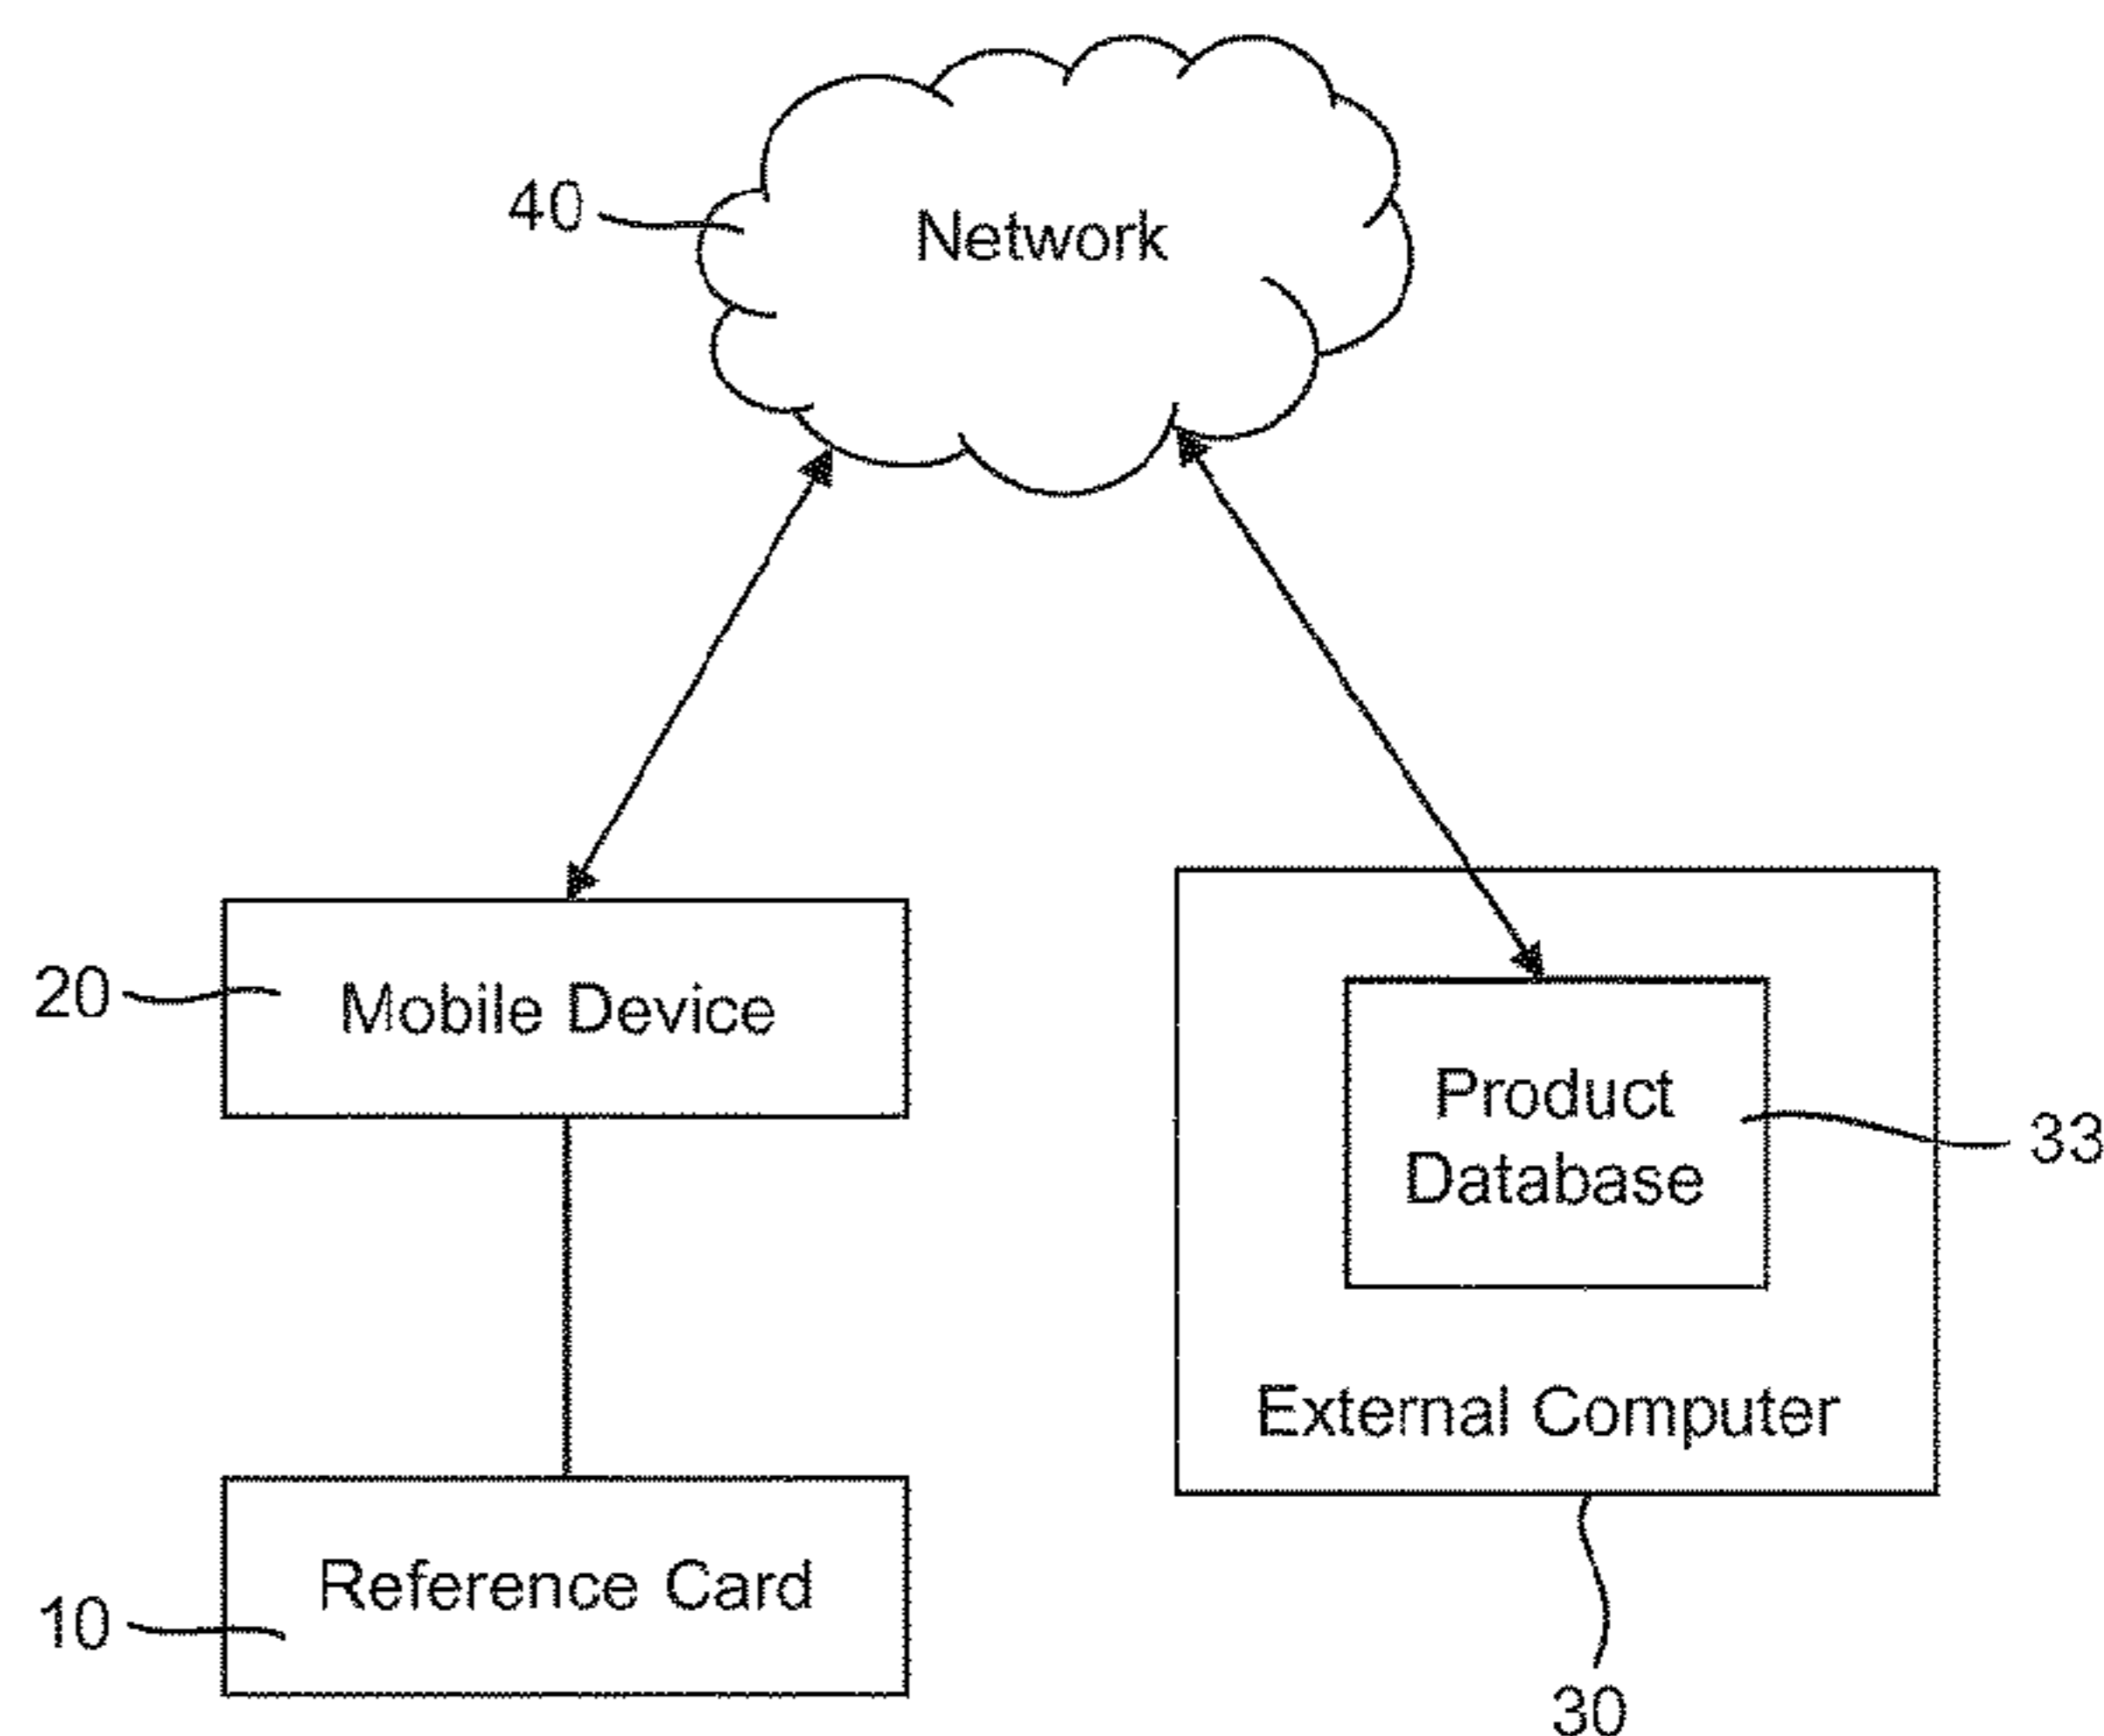 40
Network
20
Mobile Device
Product
Database
33
External Computer
Reference Card
10
30